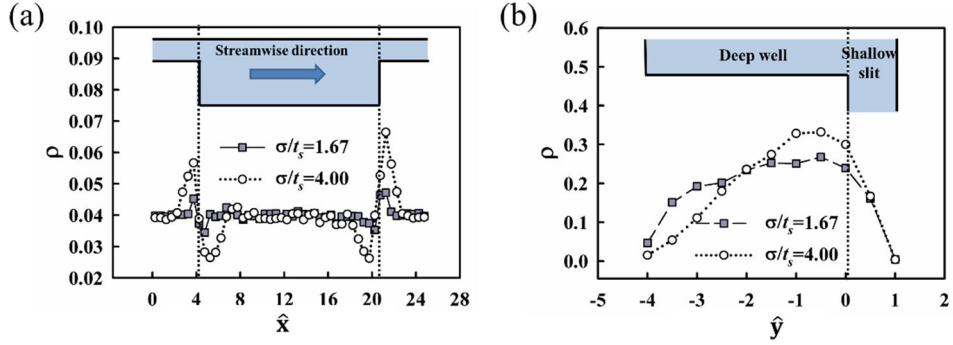 (a)
0.10
0.09
0.08
0.07
0.06
0.05
0.04
0.03
0.02
ρ
Streamwise direction
σ/tₛ=1.67
σ/tₛ=4.00
0 4 8 12 16 20 24 28
x̂
(b)
0.6
0.5
0.4
0.3
0.2
0.1
0.0
ρ
Deep well
Shallow
slit
σ/tₛ=1.67
σ/tₛ=4.00
-5 -4 -3 -2 -1 0 1 2
ŷ